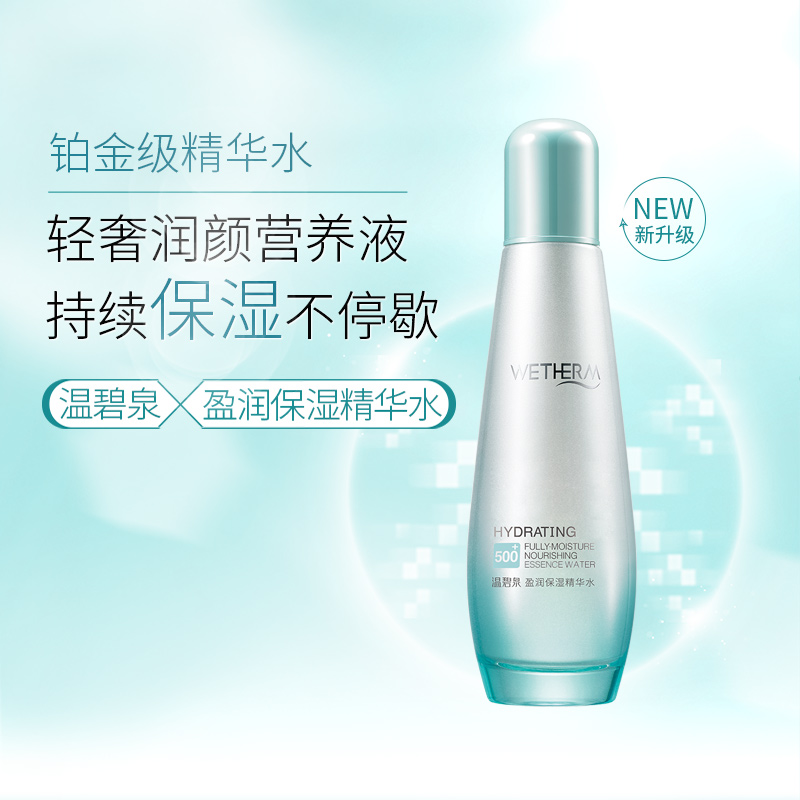 铂金级精华水
轻奢润颜营养液
持续保湿不停歇
温碧泉 盈润保湿精华水
NEW
新升级
WETHERM
HYDRATING
500+
FULLY-MOISTURE
NOURISHING
ESSENCE WATER
温碧泉 盈润保湿精华水